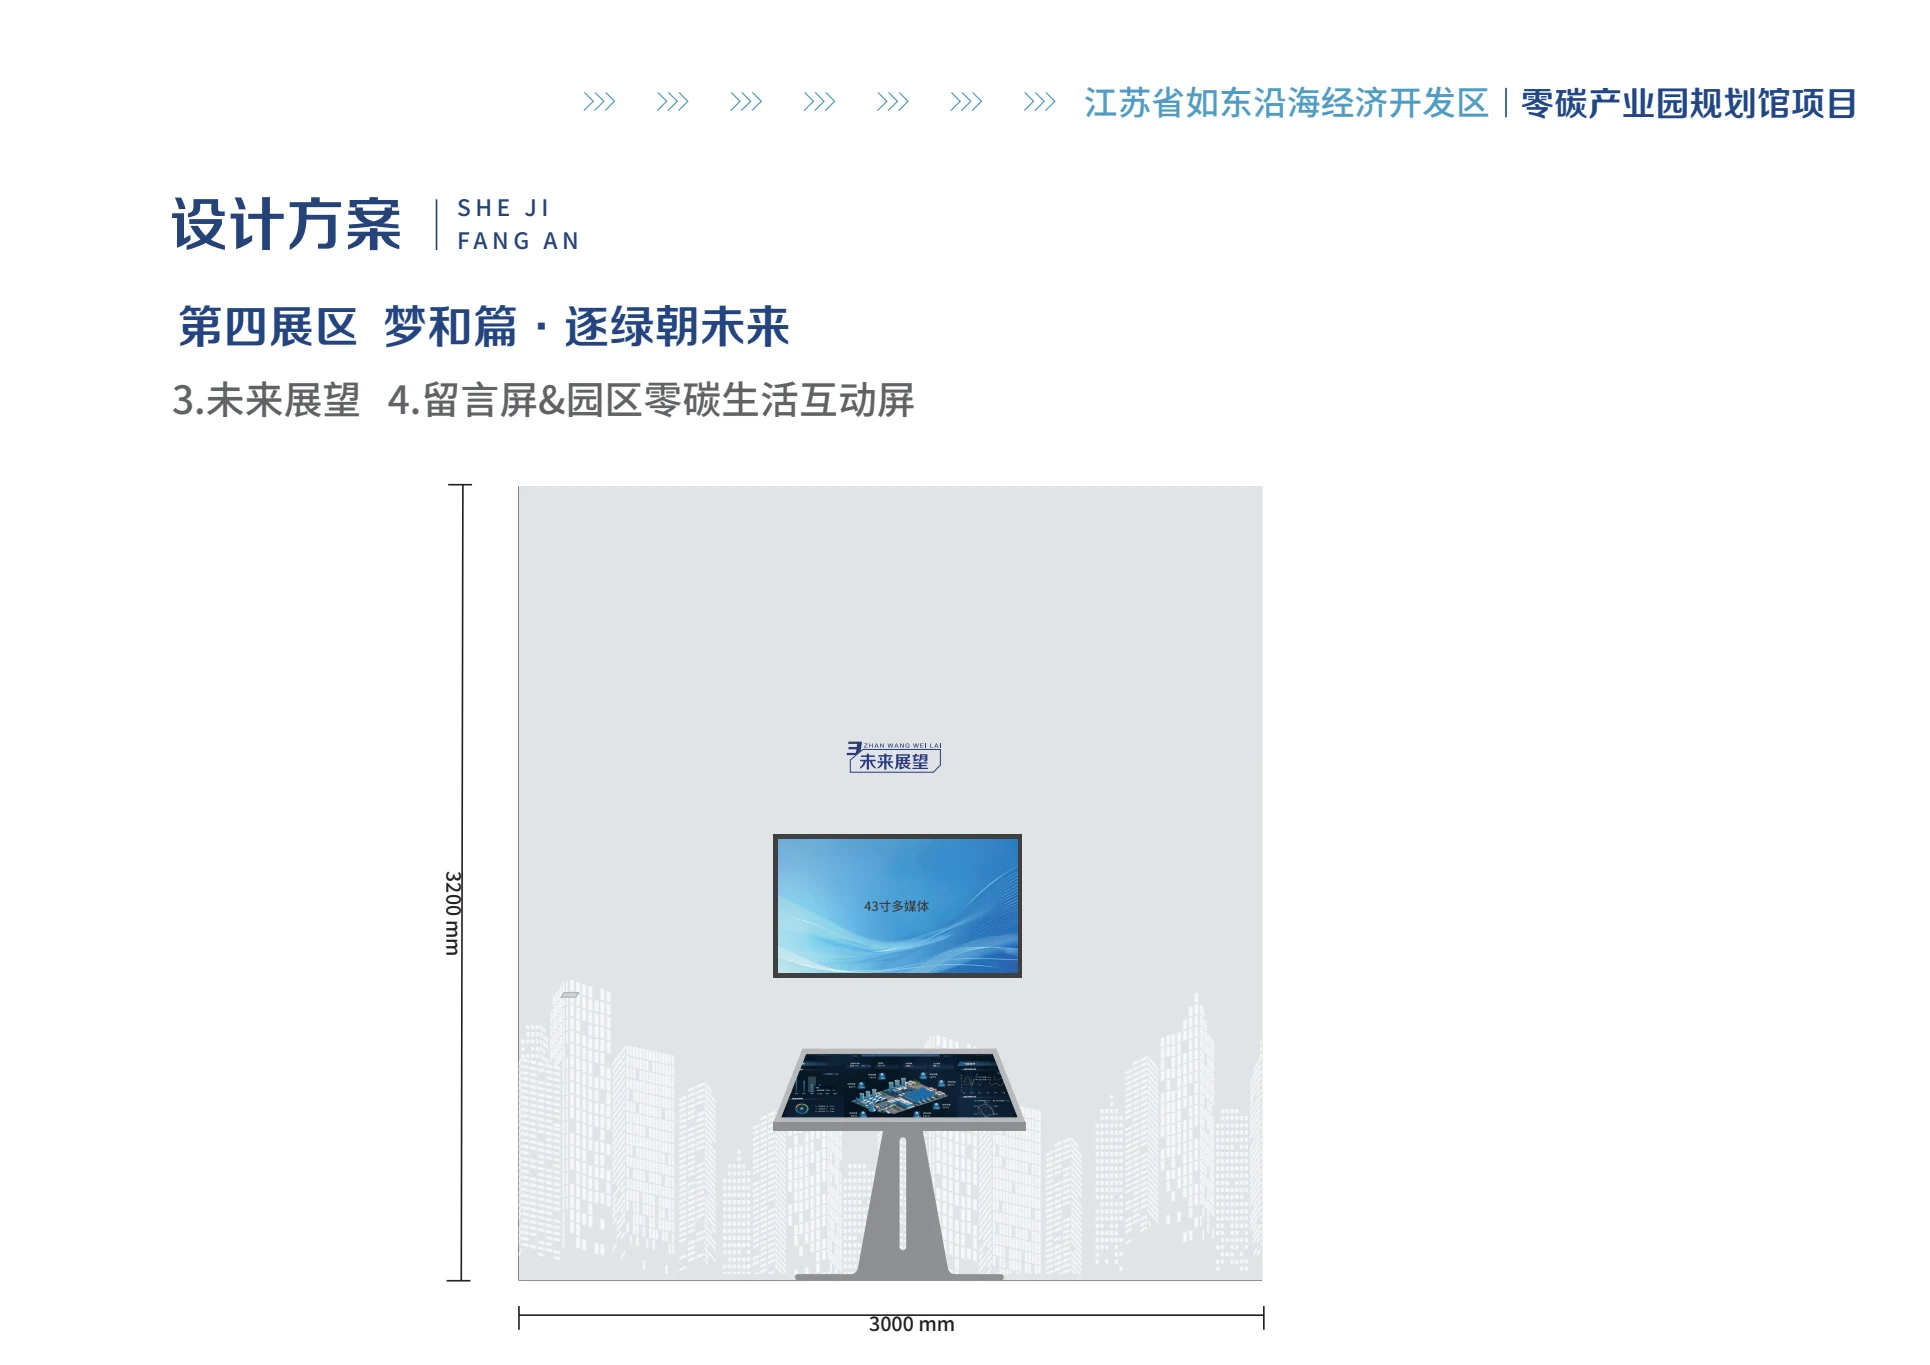 江苏省如东沿海经济开发区 | 零碳产业园规划馆项目
设计方案
SHE JI
FANG AN
第四展区 梦和篇·逐绿朝未来
3.未来展望 4.留言屏&园区零碳生活互动屏
3 ZHAN WANG WEI LAI
未来展望
43寸多媒体
3200 mm
3000 mm